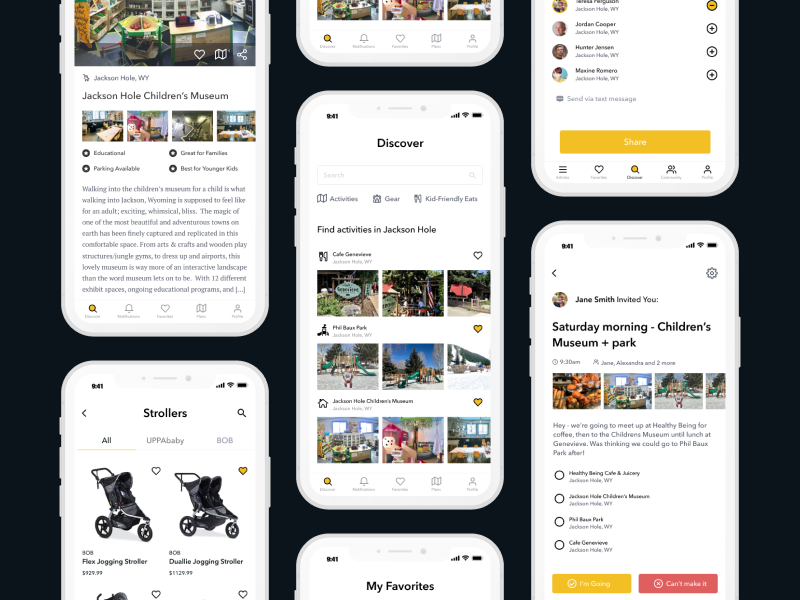 Jackson Hole, WY
Jackson Hole Children's Museum
Educational
Great for Families
Parking Available
Best for Younger Kids
Walking into the children's museum for a child is what
walking into Jackson, Wyoming is supposed to feel like
for an adult; exciting, whimsical, bliss. The magic of
one of the most beautiful and adventurous towns on
earth has been finely captured and replicated in this
comfortable space. From arts & crafts and wooden play
structures/jungle gyms, to dress up and airports, this
lovely museum is way more of an interactive landscape
than the word museum lets on to be. With 12 different
exhibit spaces, ongoing educational programs, and [...]
Discover
Notifications
Favorites
Plans
Profile
9:41
Strollers
All
UPPAbaby
BOB
BOB
Flex Jogging Stroller
$929.99
BOB
Duallie Jogging Stroller
$1129.99
Discover
Notifications
Favorites
Plans
Profile
9:41
Discover
Search
Activities
Gear
Kid-Friendly Eats
Find activities in Jackson Hole
Cafe Genevieve
Jackson Hole, WY
Phil Baux Park
Jackson Hole, WY
Jackson Hole Children's Museum
Jackson Hole, WY
Discover
Notifications
Favorites
Plans
Profile
9:41
My Favorites
Teresa Ferguson
Jackson Hole, WY
Jordan Cooper
Jackson Hole, WY
Hunter Jensen
Jackson Hole, WY
Maxine Romero
Jackson Hole, WY
Send via text message
Share
Favorites
Discover
Community
Profile
9:41
Jane Smith Invited You:
Saturday morning - Children's
Museum + park
9:30am
Jane, Alexandra and 2 more
Hey - we're going to meet up at Healthy Being for
coffee, then to the Childrens Museum until lunch at
Genevieve. Was thinking we could go to Phil Baux
Park after!
Healthy Being Cafe & Juicery
Jackson Hole, WY
Jackson Hole Children's Museum
Jackson Hole, WY
Phil Baux Park
Jackson Hole, WY
Cafe Genevieve
Jackson Hole, WY
I'm Going
Can't make it